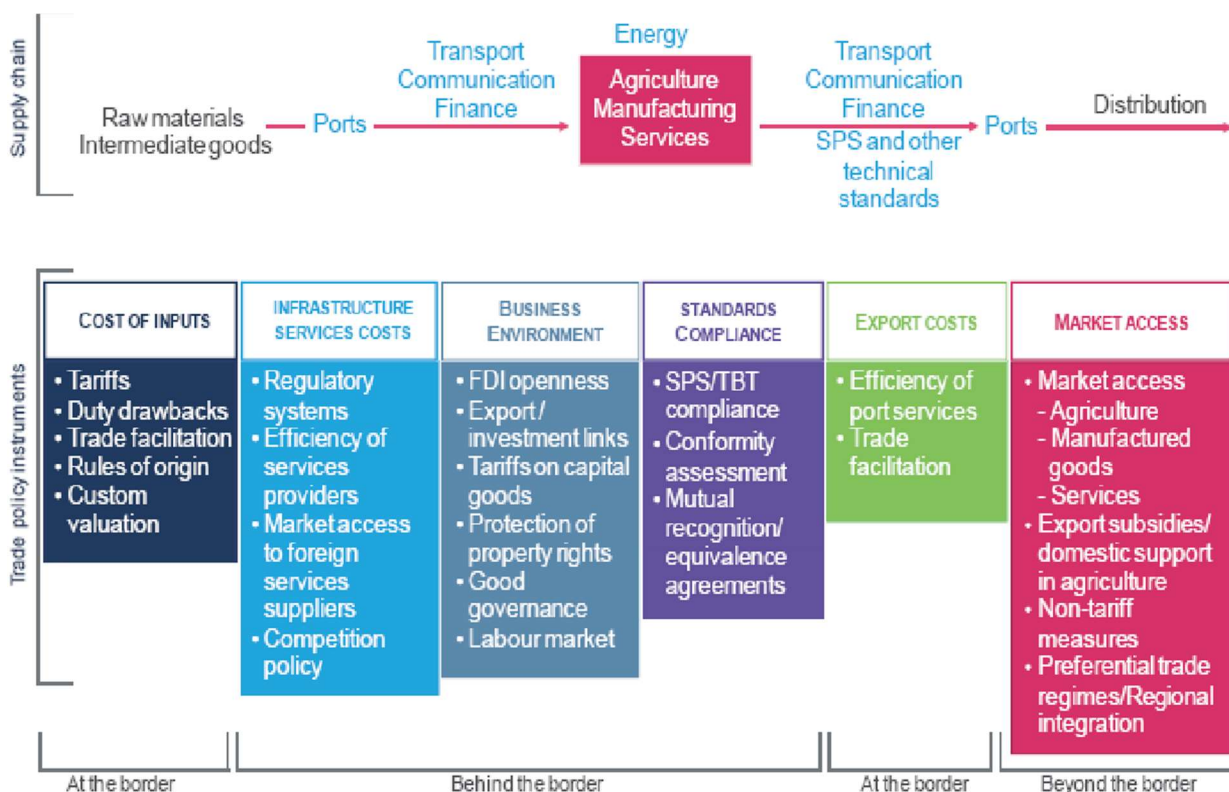 Supply chain
Raw materials
Intermediate goods
Ports
Transport
Communication
Finance
Energy
Agriculture
Manufacturing
Services
Transport
Communication
Finance
SPS and other
technical
standards
Ports
Distribution
Trade policy instruments
COST OF INPUTS
• Tariffs
• Duty drawbacks
• Trade facilitation
• Rules of origin
• Custom
valuation
INFRASTRUCTURE
SERVICES COSTS
• Regulatory
systems
• Efficiency of
services
providers
• Market access
to foreign
services
suppliers
• Competition
policy
BUSINESS
ENVIRONMENT
• FDI openness
• Export /
investment links
• Tariffs on capital
goods
• Protection of
property rights
• Good
governance
• Labour market
STANDARDS
COMPLIANCE
• SPS/TBT
compliance
• Conformity
assessment
• Mutual
recognition/
equivalence
agreements
EXPORT COSTS
• Efficiency of
port services
• Trade
facilitation
MARKET ACCESS
• Market access
- Agriculture
- Manufactured
goods
- Services
• Export subsidies/
domestic support
in agriculture
• Non-tariff
measures
• Preferential trade
regimes/Regional
integration
At the border
Behind the border
At the border
Beyond the border